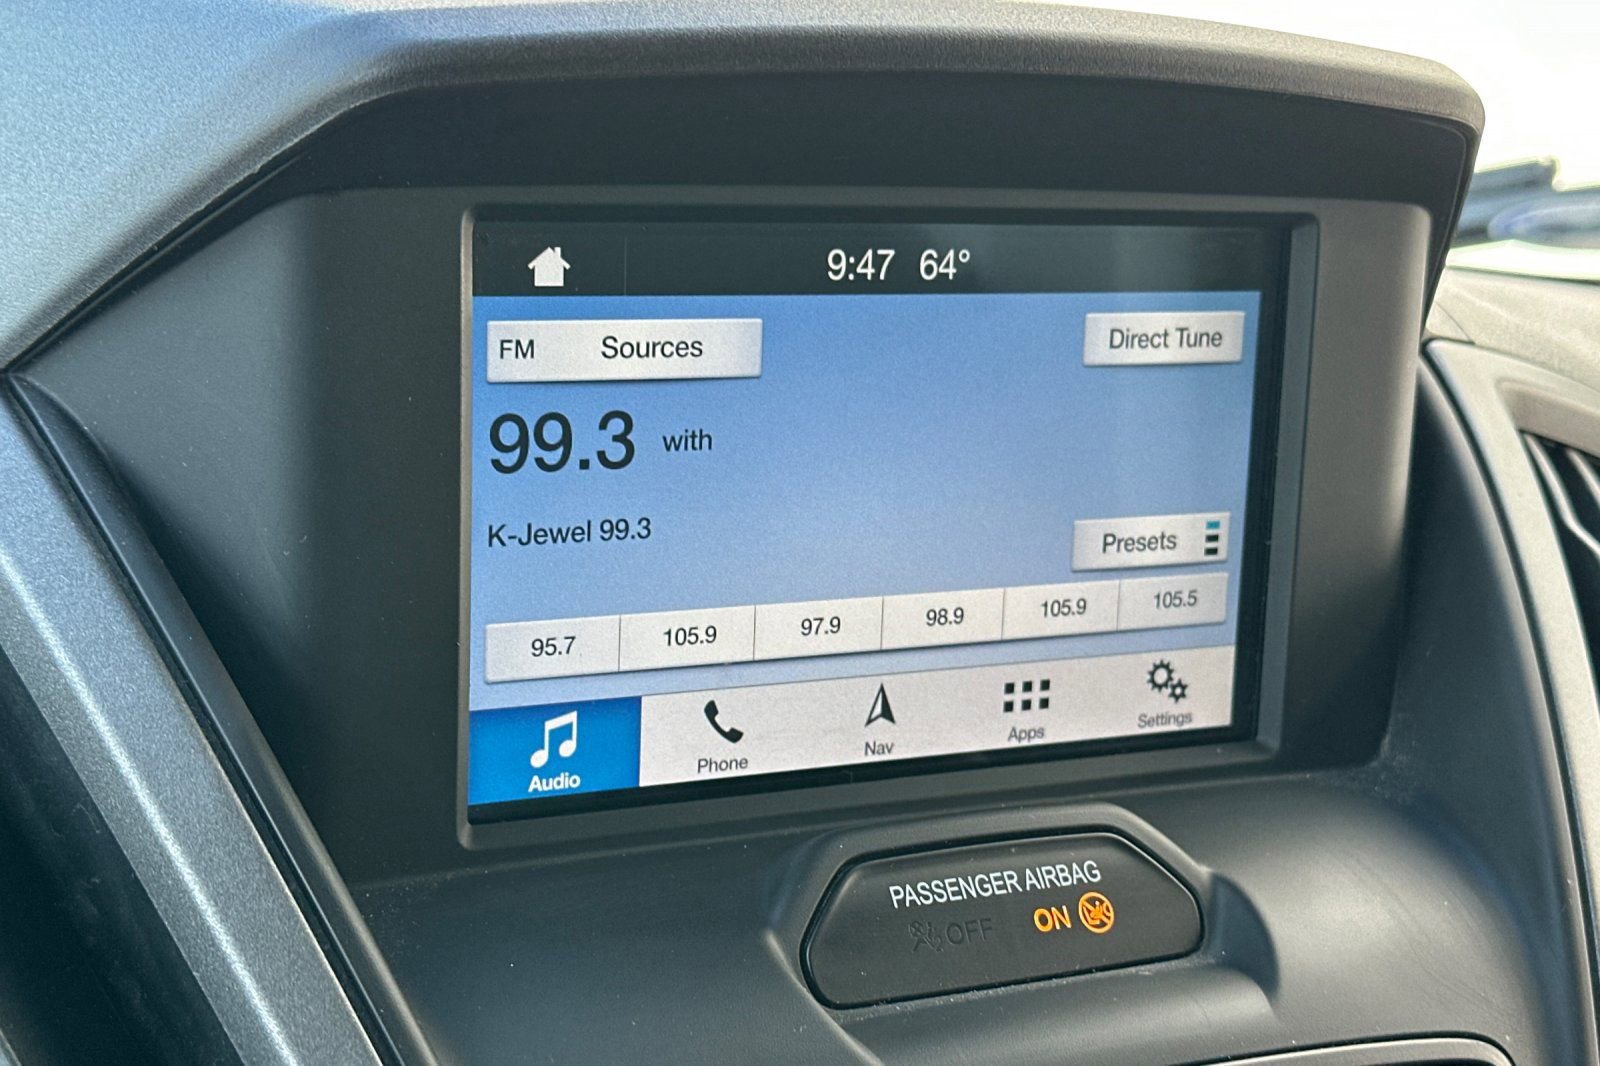 9:47 64°
FM Sources
Direct Tune
99.3 with
K-Jewel 99.3
Presets
95.7 105.9 97.9 98.9 105.9 105.5
Audio Phone Nav Apps Settings
PASSENGER AIRBAG
OFF ON